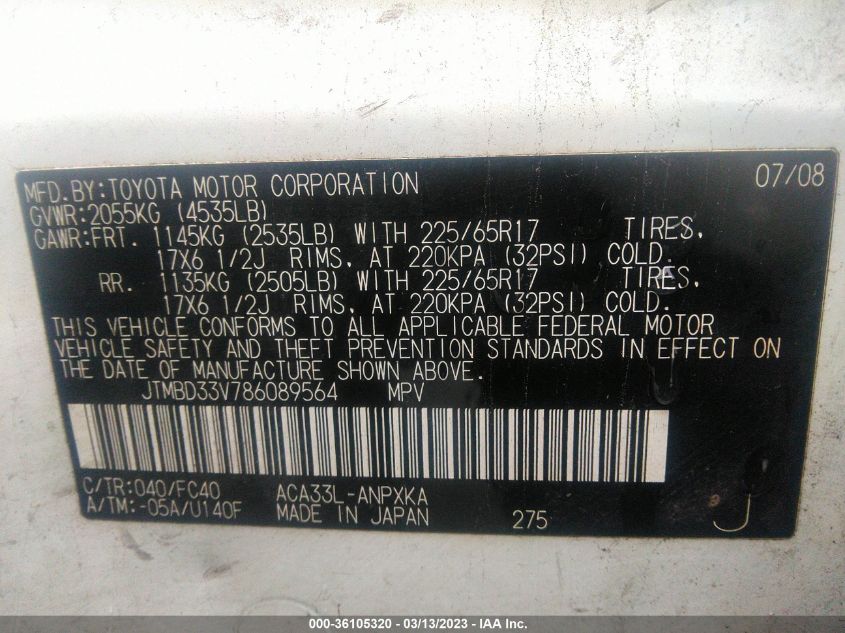 MFD.BY:TOYOTA MOTOR CORPORATION 07/08
GVWR:2055KG (4535LB)
GAWR:FRT. 1145KG (2535LB) WITH 225/65R17 TIRES,
17X6 1/2J RIMS, AT 220KPA (32PSI) COLD.
RR. 1135KG (2505LB) WITH 225/65R17 TIRES,
17X6 1/2J RIMS, AT 220KPA (32PSI) COLD.
THIS VEHICLE CONFORMS TO ALL APPLICABLE FEDERAL MOTOR
VEHICLE SAFETY AND THEFT PREVENTION STANDARDS IN EFFECT ON
THE DATE OF MANUFACTURE SHOWN ABOVE.
JTMBD33V786089564 MPV
C/TR:040/FC40 ACA33L-ANPXKA
A/TM:-05A/U140F MADE IN JAPAN 275 J
000-36105320 - 03/13/2023 - IAA Inc.